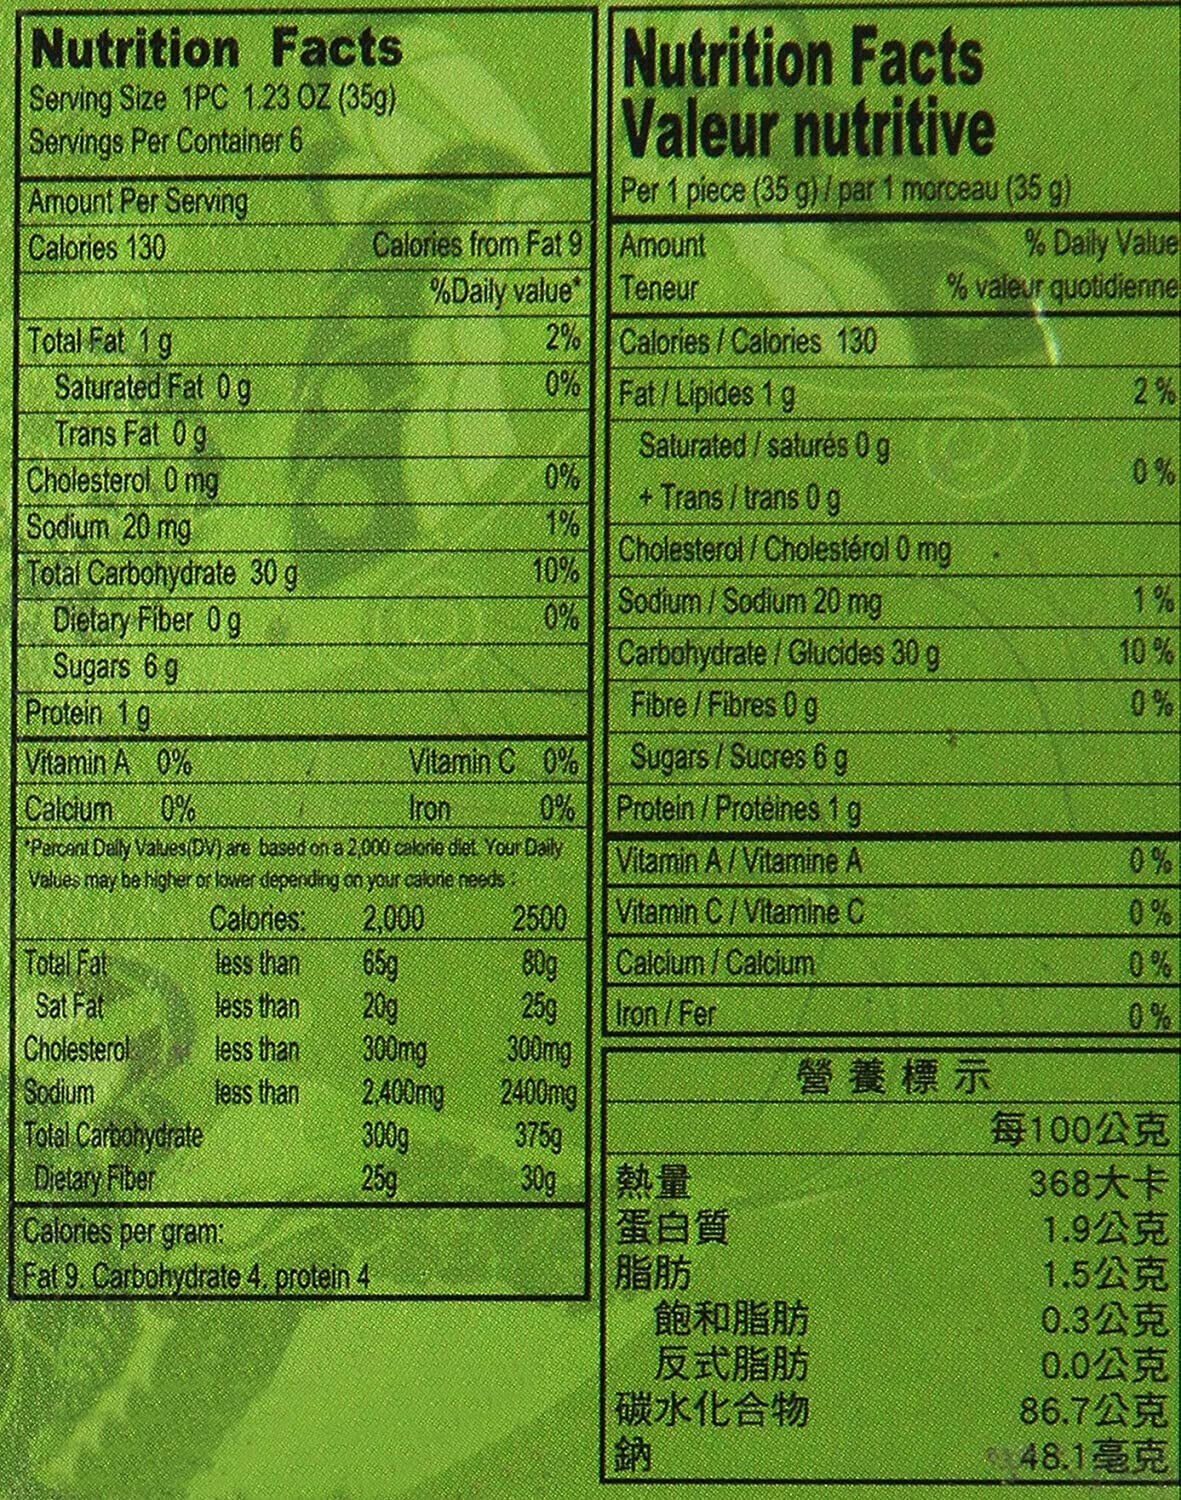 Nutrition Facts
Serving Size 1PC 1.23 OZ (35g)
Servings Per Container 6
Amount Per Serving
Calories 130 Calories from Fat 9
%Daily value*
Total Fat 1 g 2%
Saturated Fat 0 g 0%
Trans Fat 0 g
Cholesterol 0 mg 0%
Sodium 20 mg 1%
Total Carbohydrate 30 g 10%
Dietary Fiber 0 g 0%
Sugars 6 g
Protein 1 g
Vitamin A 0% Vitamin C 0%
Calcium 0% Iron 0%
*Percent Daily Values(DV) are based on a 2,000 calorie diet. Your Daily
Values may be higher or lower depending on your calorie needs :
Calories: 2,000 2500
Total Fat less than 65g 80g
Sat Fat less than 20g 25g
Cholesterol less than 300mg 300mg
Sodium less than 2,400mg 2400mg
Total Carbohydrate 300g 375g
Dietary Fiber 25g 30g
Calories per gram:
Fat 9. Carbohydrate 4. protein 4
Nutrition Facts
Valeur nutritive
Per 1 piece (35 g) / par 1 morceau (35 g)
Amount % Daily Value
Teneur % valeur quotidienne
Calories / Calories 130
Fat / Lipides 1 g 2 %
Saturated / saturés 0 g
+ Trans / trans 0 g 0 %
Cholesterol / Cholestérol 0 mg
Sodium / Sodium 20 mg 1 %
Carbohydrate / Glucides 30 g 10 %
Fibre / Fibres 0 g 0 %
Sugars / Sucres 6 g
Protein / Protéines 1 g
Vitamin A / Vitamine A 0 %
Vitamin C / Vitamine C 0 %
Calcium / Calcium 0 %
Iron / Fer 0 %
營養標示
每100公克
熱量 368大卡
蛋白質 1.9公克
脂肪 1.5公克
飽和脂肪 0.3公克
反式脂肪 0.0公克
碳水化合物 86.7公克
鈉 48.1毫克